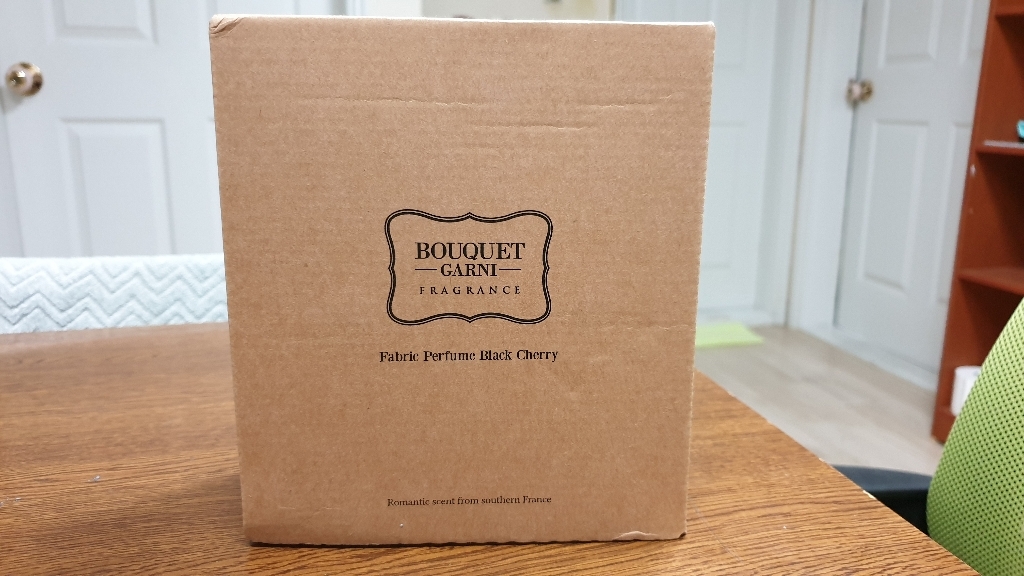 BOUQUET
GARNI
FRAGRANCE
Fabric Perfume Black Cherry
Romantic scent from southern France